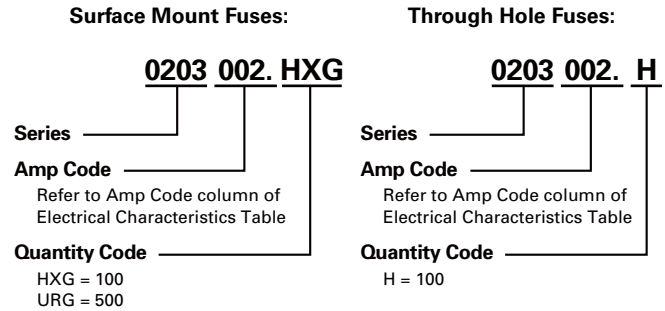 Surface Mount Fuses:
0203 002. HXG
Series
Amp Code
Refer to Amp Code column of
Electrical Characteristics Table
Quantity Code
HXG = 100
URG = 500
Through Hole Fuses:
0203 002. H
Series
Amp Code
Refer to Amp Code column of
Electrical Characteristics Table
Quantity Code
H = 100